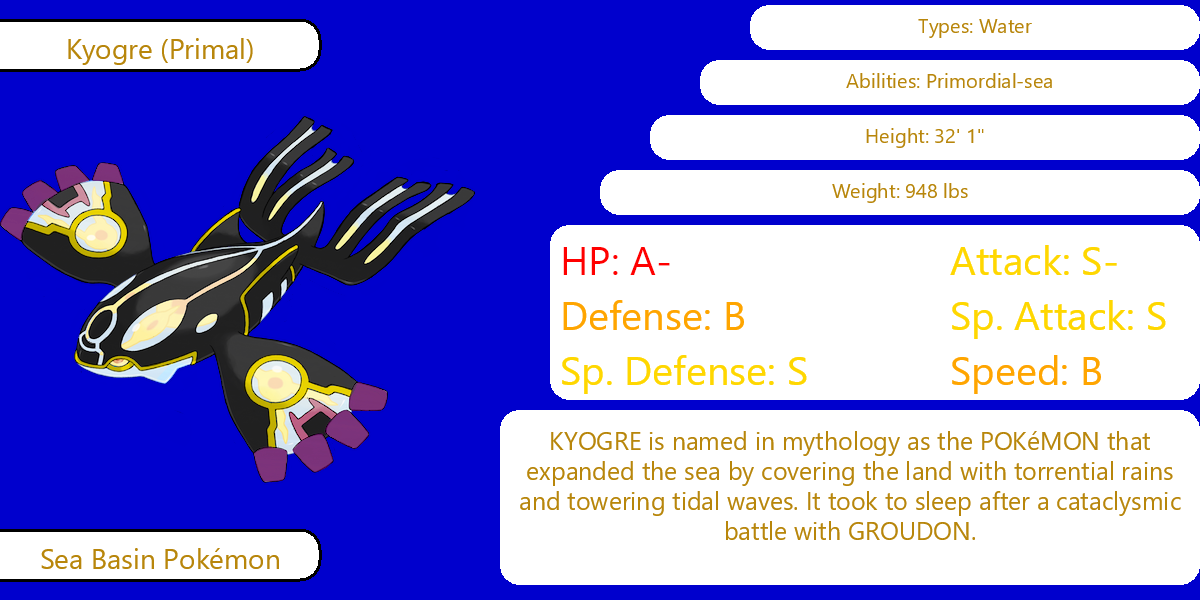 Kyogre (Primal)
Types: Water
Abilities: Primordial-sea
Height: 32' 1"
Weight: 948 lbs
HP: A-
Attack: S-
Defense: B
Sp. Attack: S
Sp. Defense: S
Speed: B
KYOGRE is named in mythology as the POKéMON that
expanded the sea by covering the land with torrential rains
and towering tidal waves. It took to sleep after a cataclysmic
battle with GROUDON.
Sea Basin Pokémon